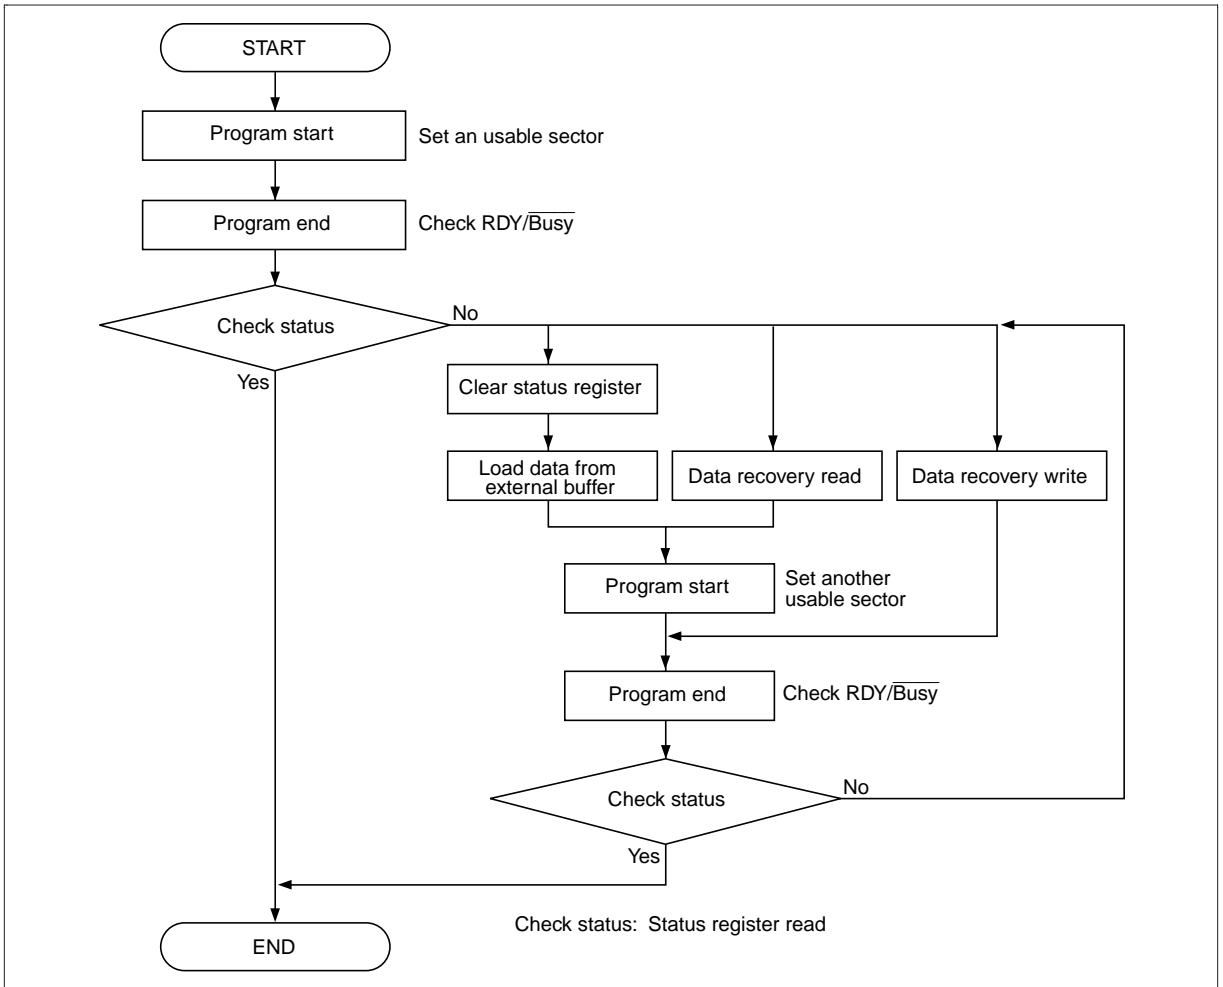 START
Program start
Set an usable sector
Program end
Check RDY/Busy
Check status
No
Yes
Clear status register
Load data from
external buffer
Data recovery read
Data recovery write
Program start
Set another
usable sector
Program end
Check RDY/Busy
Check status
No
Yes
Check status: Status register read
END